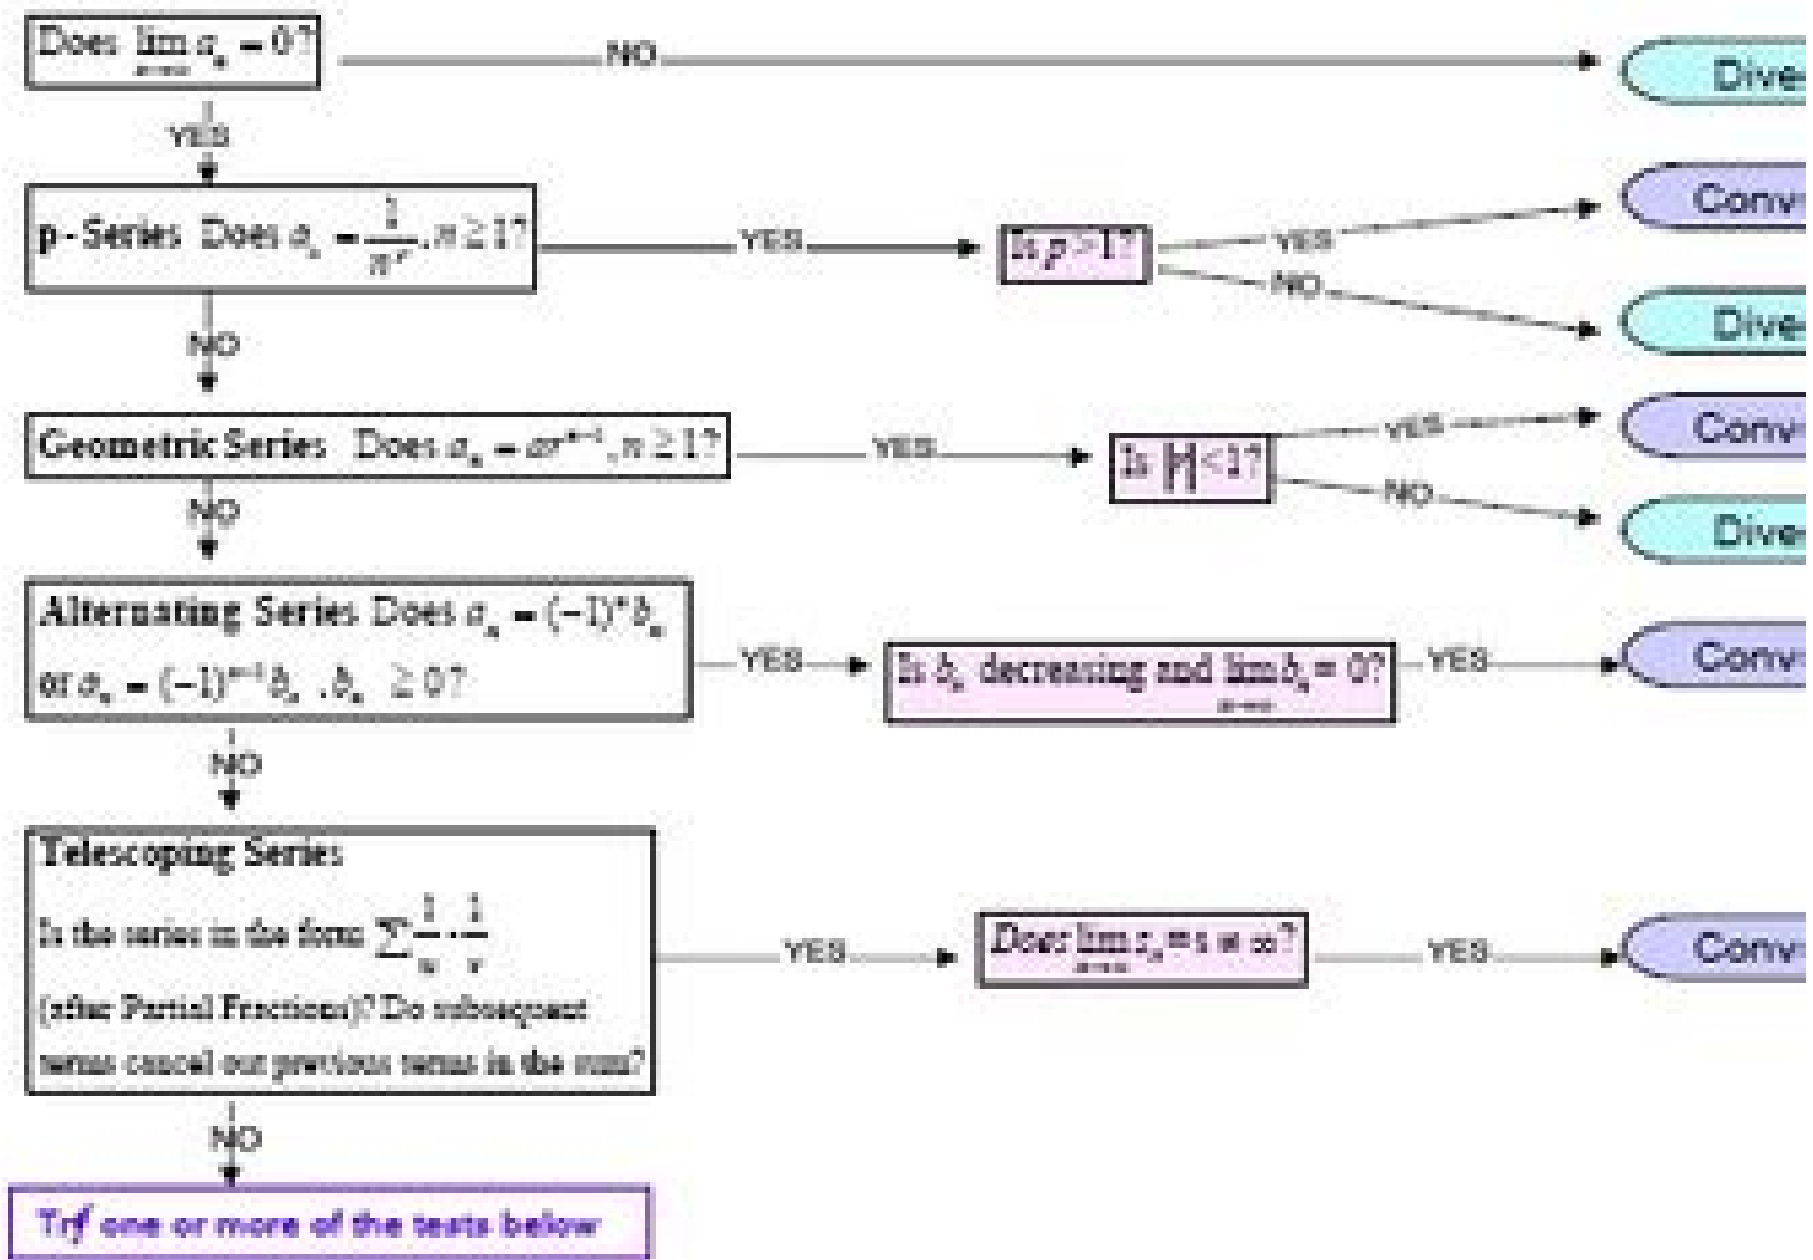 Does lim aₙ = 0?
n→∞
NO
Dive
YES
p-Series Does aₙ = 1/nᵖ, n ≥ 1?
YES
Is p > 1?
YES
Conv
NO
Dive
NO
Geometric Series Does aₙ = arⁿ⁻¹, n ≥ 1?
YES
Is |r| < 1?
YES
Conv
NO
Dive
NO
Alternating Series Does aₙ = (−1)ⁿbₙ
or aₙ = (−1)ⁿ⁻¹bₙ, bₙ ≥ 0?
YES
Is bₙ decreasing and lim bₙ = 0?
n→∞
YES
Conv
NO
Telescoping Series
Is the series in the form ∑
(after Partial Fractions)? Do subsequent
terms cancel out previous terms in the sum?
YES
Does lim sₙ = s
n→∞
YES
Conv
NO
Try one or more of the tests below